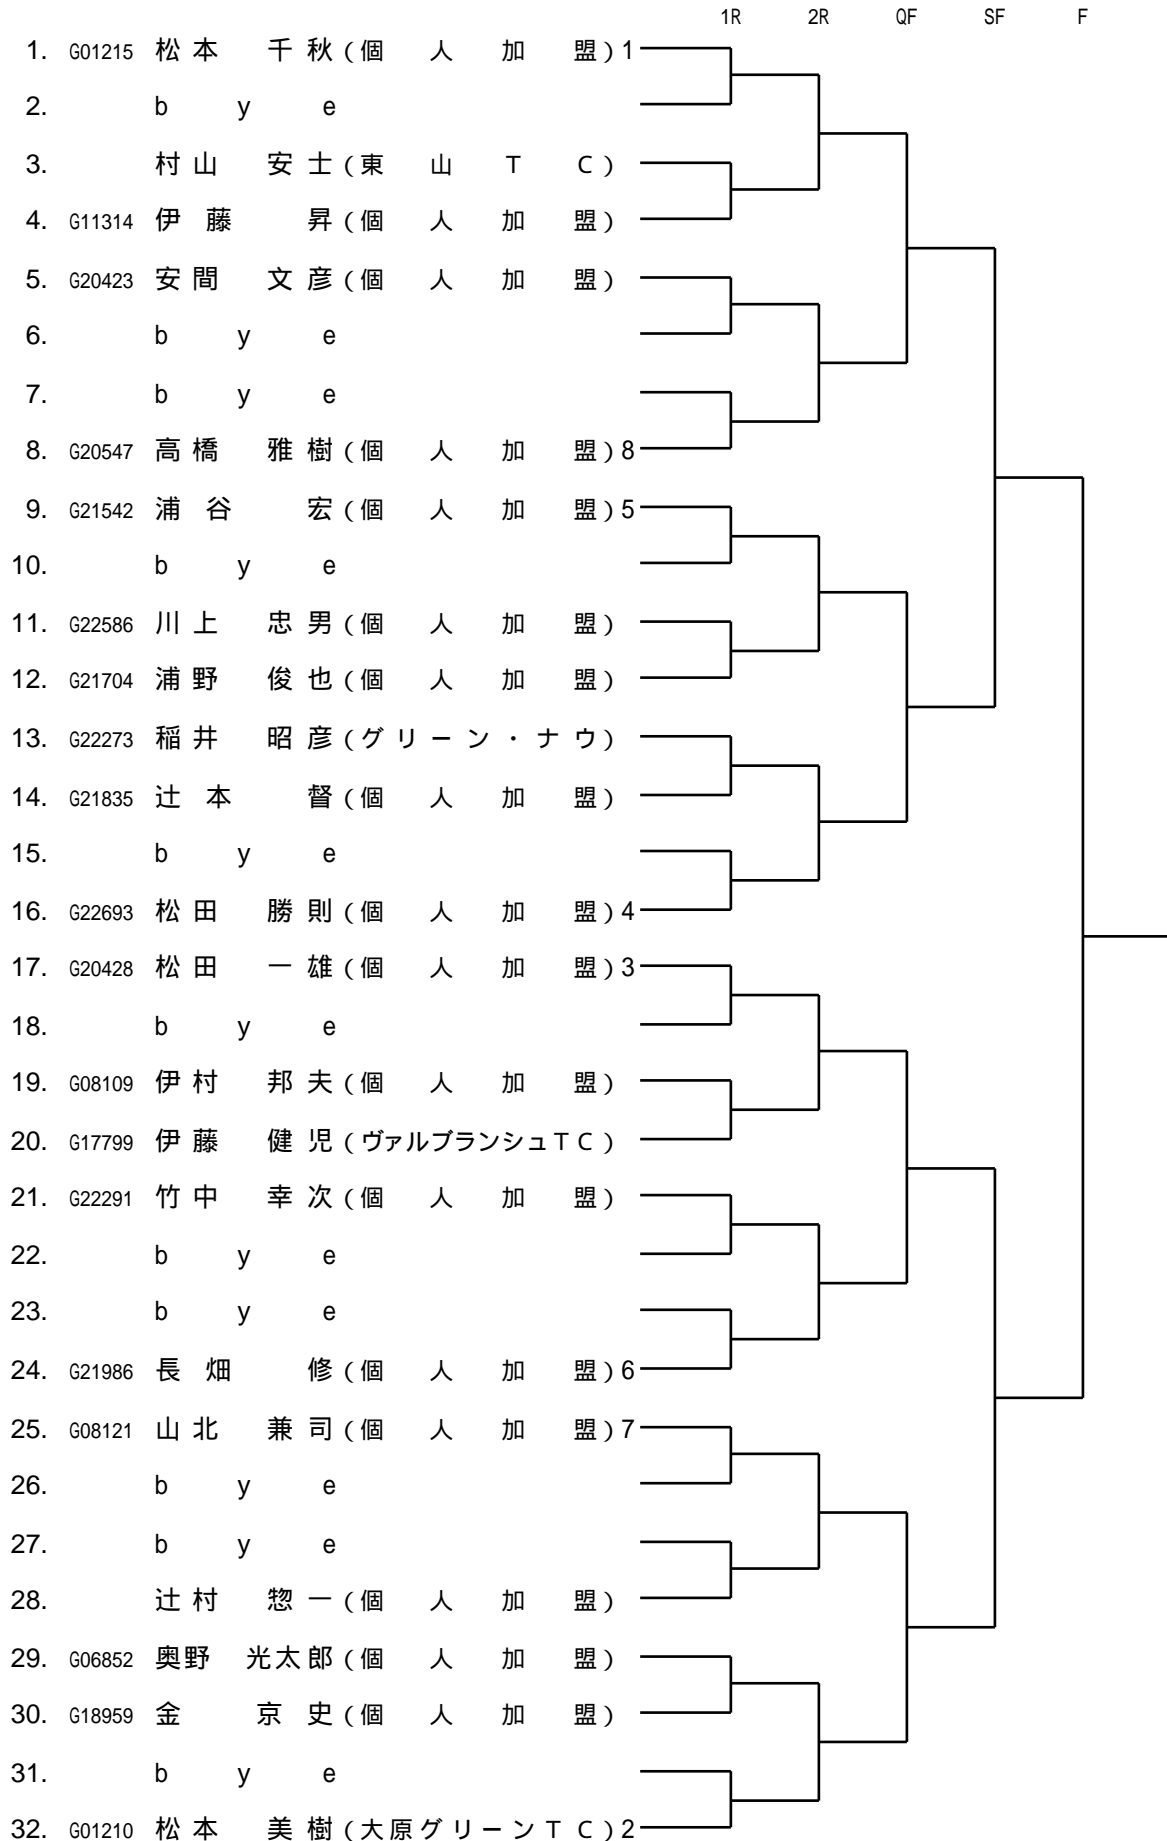 1R 2R QF SF F
1. G01215 松本 千秋(個人加盟)1
2. bye
3. 村山 安士(東山TC)
4. G11314 伊藤 昇(個人加盟)
5. G20423 安間 文彦(個人加盟)
6. bye
7. bye
8. G20547 高橋 雅樹(個人加盟)8
9. G21542 浦谷 宏(個人加盟)5
10. bye
11. G22586 川上 忠男(個人加盟)
12. G21704 浦野 俊也(個人加盟)
13. G22273 稲井 昭彦(グリーン・ナウ)
14. G21835 辻本 督(個人加盟)
15. bye
16. G22693 松田 勝則(個人加盟)4
17. G20428 松田 一雄(個人加盟)3
18. bye
19. G08109 伊村 邦夫(個人加盟)
20. G17799 伊藤 健児(ヴァルブランシュTC)
21. G22291 竹中 幸次(個人加盟)
22. bye
23. bye
24. G21986 長畑 修(個人加盟)6
25. G08121 山北 兼司(個人加盟)7
26. bye
27. bye
28. 辻村 惣一(個人加盟)
29. G06852 奥野 光太郎(個人加盟)
30. G18959 金 京史(個人加盟)
31. bye
32. G01210 松本 美樹(大原グリーンTC)2